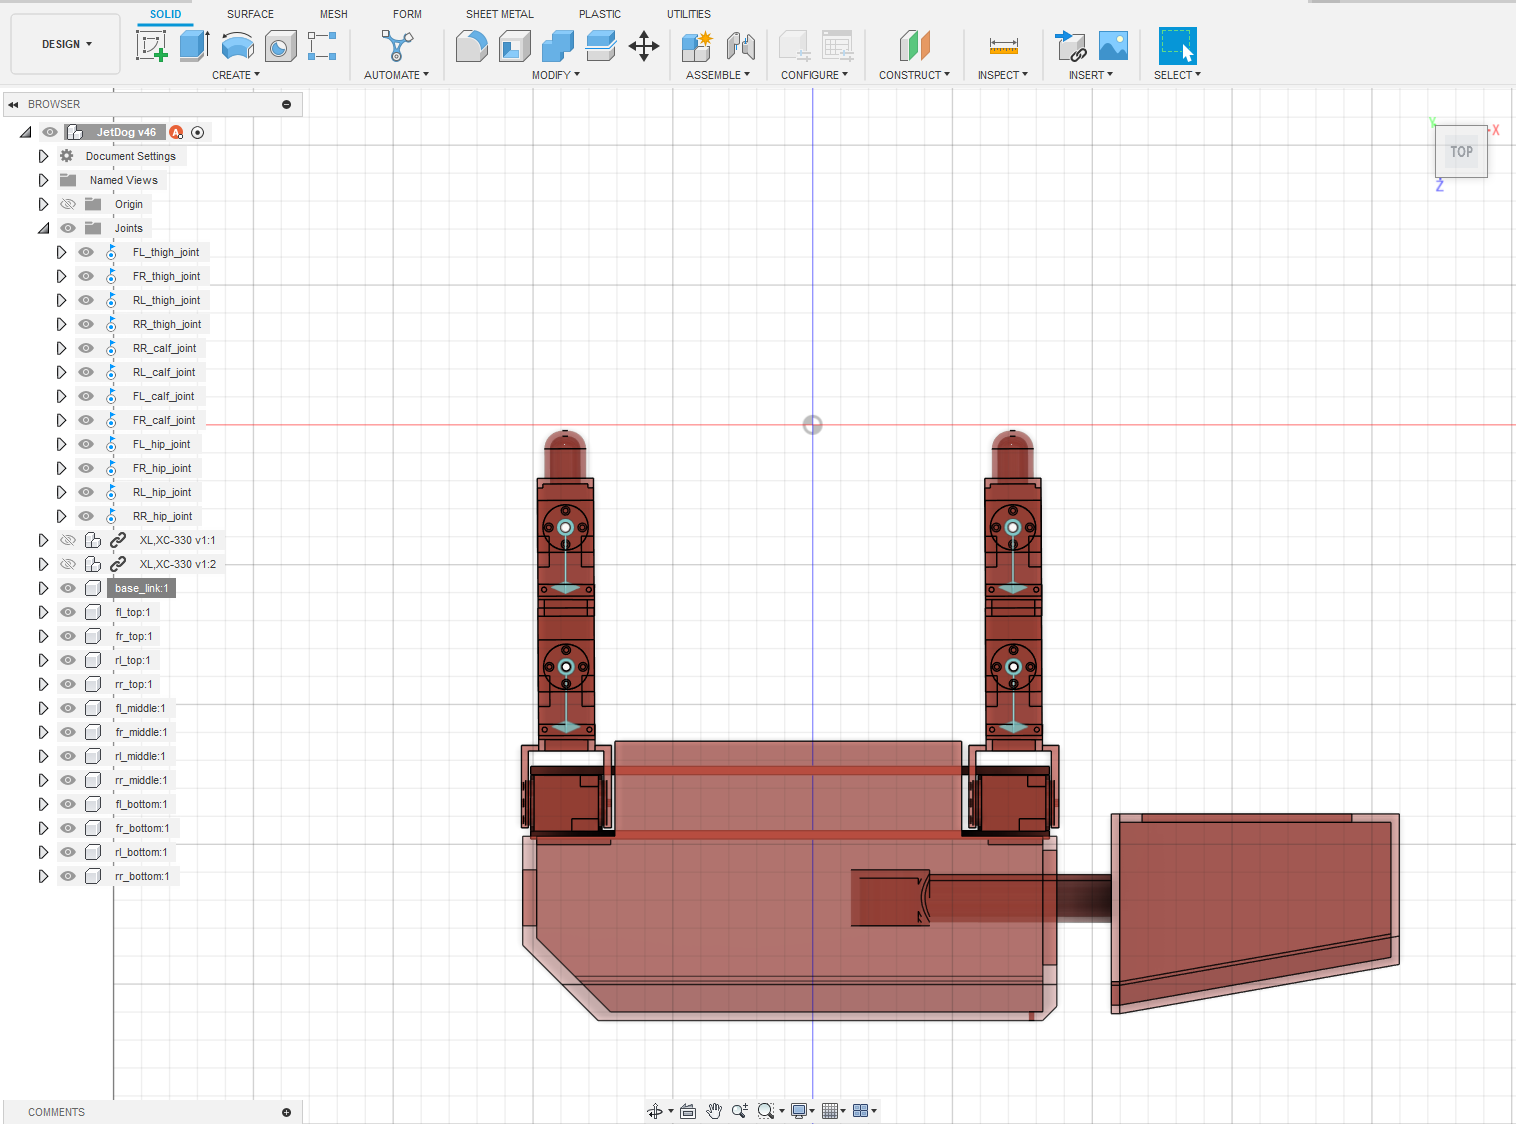 SOLID SURFACE MESH FORM SHEET METAL PLASTIC UTILITIES
DESIGN
CREATE AUTOMATE MODIFY ASSEMBLE CONFIGURE CONSTRUCT INSPECT INSERT SELECT
BROWSER
JetDog v46
Document Settings
Named Views
Origin
Joints
FL_thigh_joint
FR_thigh_joint
RL_thigh_joint
RR_thigh_joint
RR_calf_joint
RL_calf_joint
FL_calf_joint
FR_calf_joint
FL_hip_joint
FR_hip_joint
RL_hip_joint
RR_hip_joint
XL,XC-330 v1:1
XL,XC-330 v1:2
base_link:1
fl_top:1
fr_top:1
rl_top:1
rr_top:1
fl_middle:1
fr_middle:1
rl_middle:1
rr_middle:1
fl_bottom:1
fr_bottom:1
rl_bottom:1
rr_bottom:1
Y
X
TOP
Z
COMMENTS